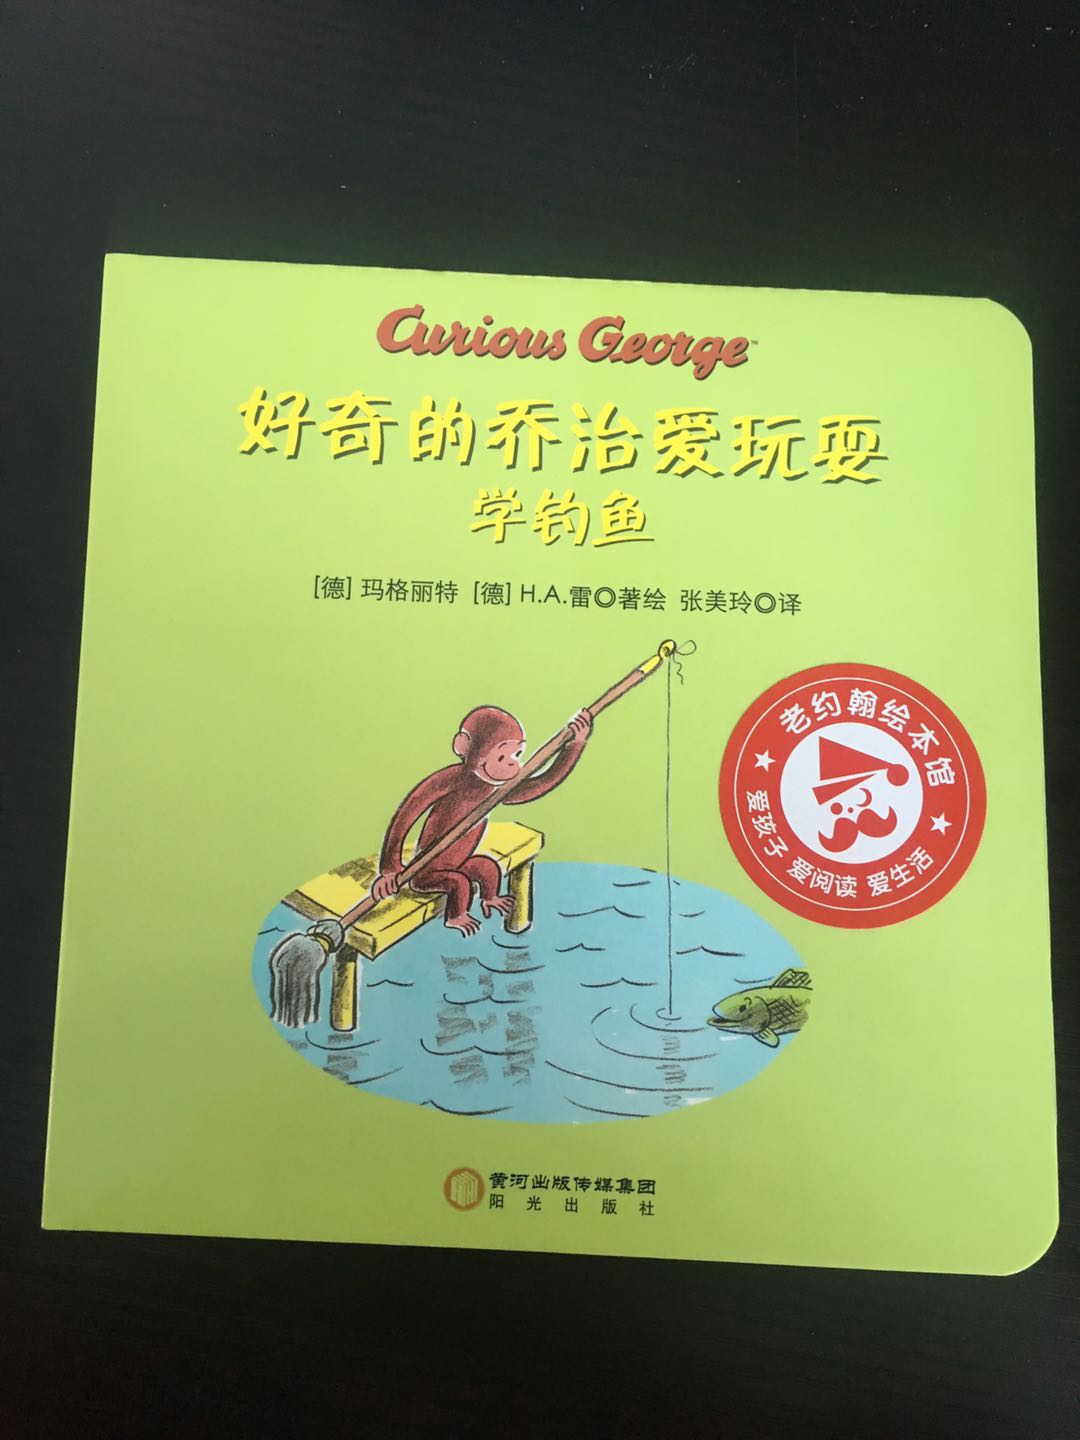 Curious George™
好奇的乔治爱玩耍
学钓鱼
[德] 玛格丽特 [德] H.A.雷◎著绘 张美玲◎译
老约翰绘本馆
★ 爱孩子 爱阅读 爱生活 ★
黄河出版传媒集团
阳光出版社